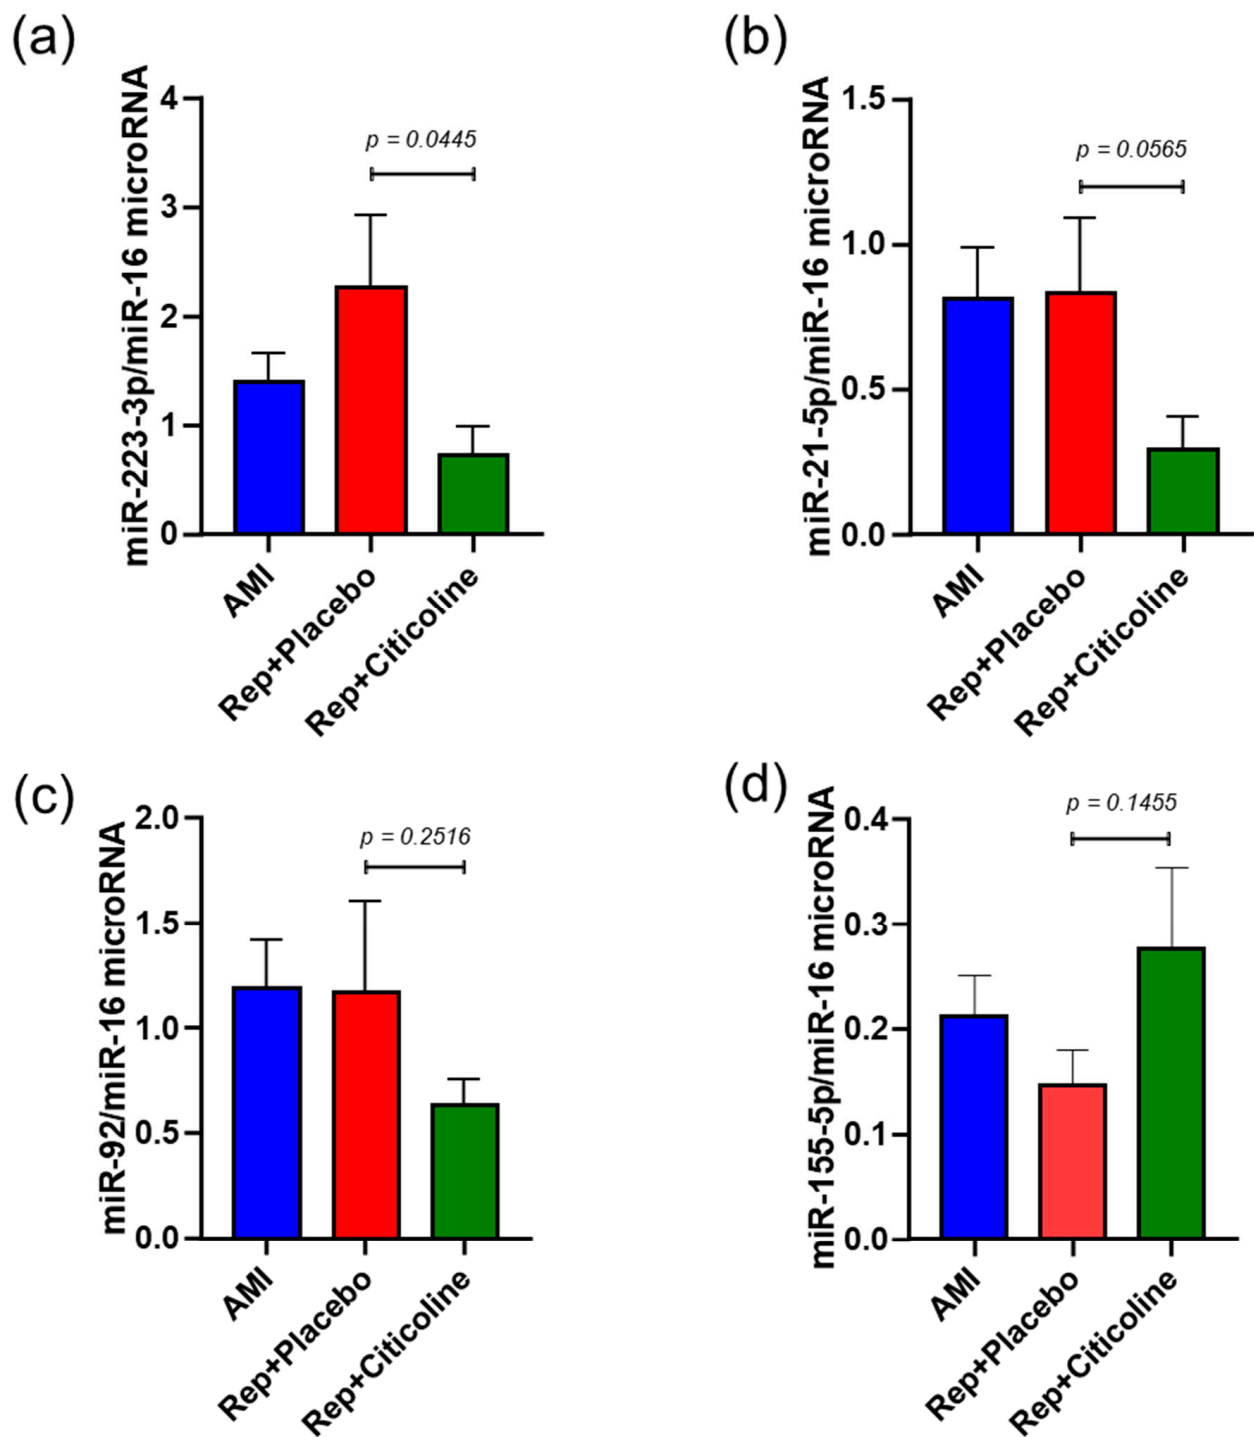 (a)
miR-223-3p/miR-16 microRNA
4
3
2
1
0
p = 0.0445
AMI
Rep+Placebo
Rep+Citicoline
(b)
miR-21-5p/miR-16 microRNA
1.5
1.0
0.5
0.0
p = 0.0565
AMI
Rep+Placebo
Rep+Citicoline
(c)
miR-92/miR-16 microRNA
2.0
1.5
1.0
0.5
0.0
p = 0.2516
AMI
Rep+Placebo
Rep+Citicoline
(d)
miR-155-5p/miR-16 microRNA
0.4
0.3
0.2
0.1
0.0
p = 0.1455
AMI
Rep+Placebo
Rep+Citicoline